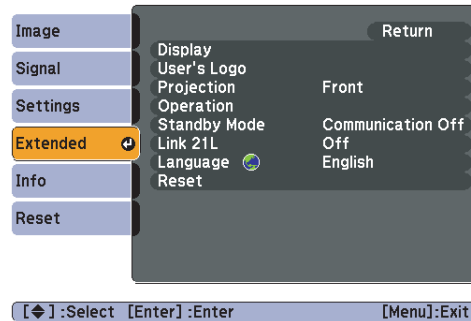 Image
Signal
Settings
Extended
Info
Reset
Return
Display
User's Logo
Projection Front
Operation
Standby Mode Communication Off
Link 21L Off
Language English
Reset
[◆] :Select [Enter] :Enter [Menu]:Exit